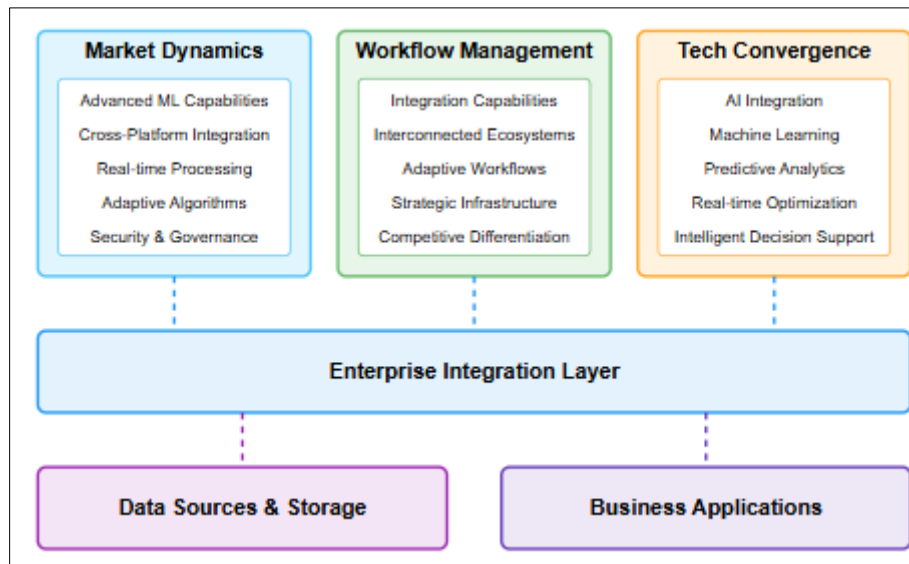 Market Dynamics
Advanced ML Capabilities
Cross-Platform Integration
Real-time Processing
Adaptive Algorithms
Security & Governance
Workflow Management
Integration Capabilities
Interconnected Ecosystems
Adaptive Workflows
Strategic Infrastructure
Competitive Differentiation
Tech Convergence
AI Integration
Machine Learning
Predictive Analytics
Real-time Optimization
Intelligent Decision Support
Enterprise Integration Layer
Data Sources & Storage
Business Applications